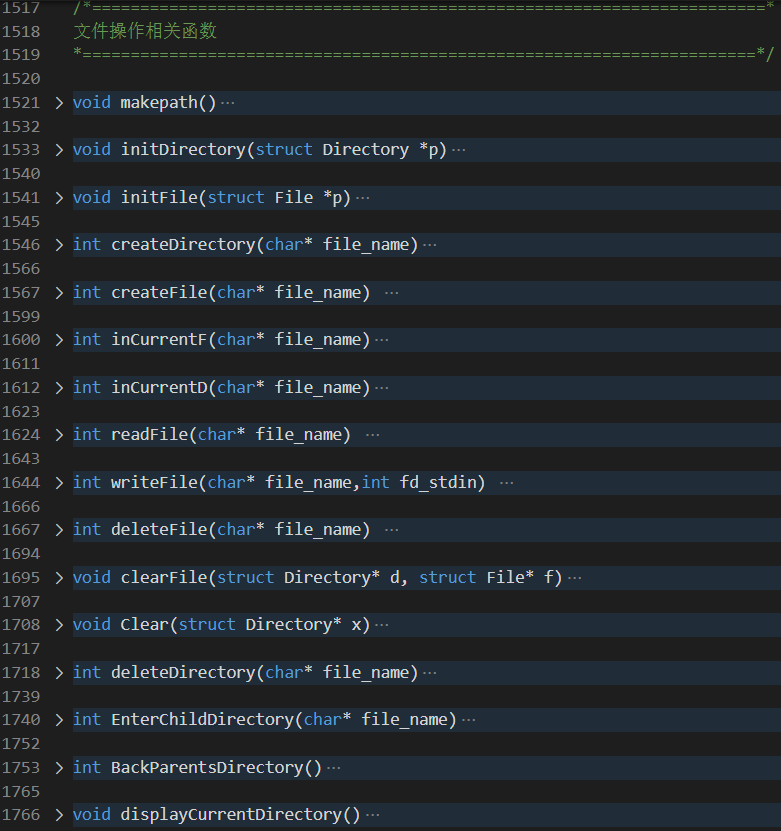 1517 /*======================================================================*
1518 文件操作相关函数
1519 *======================================================================*/
1520
1521 > void makepath()···
1532
1533 > void initDirectory(struct Directory *p)···
1540
1541 > void initFile(struct File *p)···
1545
1546 > int createDirectory(char* file_name)···
1566
1567 > int createFile(char* file_name) ···
1599
1600 > int inCurrentF(char* file_name)···
1611
1612 > int inCurrentD(char* file_name)···
1623
1624 > int readFile(char* file_name) ···
1643
1644 > int writeFile(char* file_name,int fd_stdin) ···
1666
1667 > int deleteFile(char* file_name) ···
1694
1695 > void clearFile(struct Directory* d, struct File* f)···
1707
1708 > void Clear(struct Directory* x)···
1717
1718 > int deleteDirectory(char* file_name)···
1739
1740 > int EnterChildDirectory(char* file_name)···
1752
1753 > int BackParentsDirectory()···
1765
1766 > void displayCurrentDirectory()···